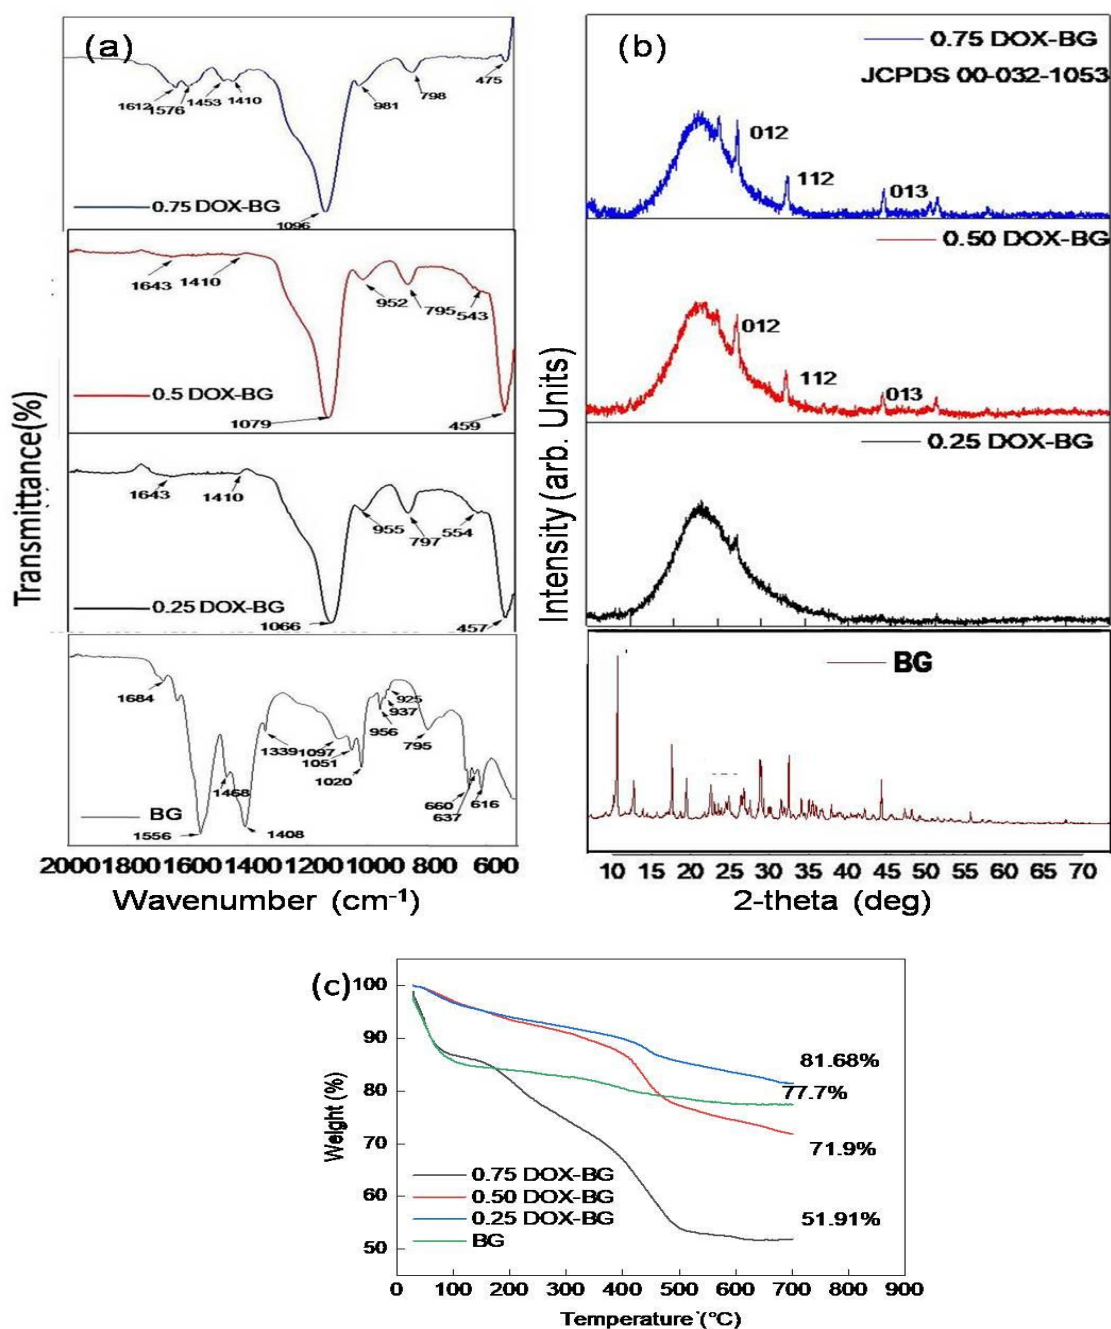 (a)
475
1612
1576
1453
1410
981
798
0.75 DOX-BG
1096
1643
1410
952
795
543
0.5 DOX-BG
1079
459
1643
1410
955
797
554
0.25 DOX-BG
1066
457
1684
925
937
956
1339
1097
1051
795
1020
1468
660
637
616
BG
1556
1408
2000 1800 1600 1400 1200 1000 800 600
Wavenumber (cm⁻¹)
Transmittance(%)
(b)
0.75 DOX-BG
JCPDS 00-032-1053
012
112
013
0.50 DOX-BG
012
112
013
0.25 DOX-BG
BG
10 15 20 25 30 35 40 45 50 55 60 65 70
2-theta (deg)
Intensity (arb. Units)
(c)
100
90
80
70
60
50
81.68%
77.7%
71.9%
51.91%
0.75 DOX-BG
0.50 DOX-BG
0.25 DOX-BG
BG
0 100 200 300 400 500 600 700 800 900
Temperature (°C)
Weight (%)